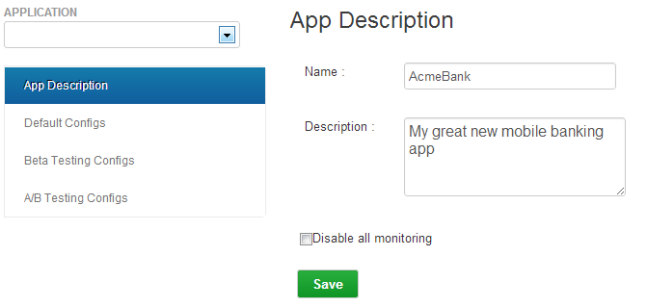 APPLICATION
App Description
Default Configs
Beta Testing Configs
A/B Testing Configs
App Description
Name :
AcmeBank
Description :
My great new mobile banking
app
Disable all monitoring
Save